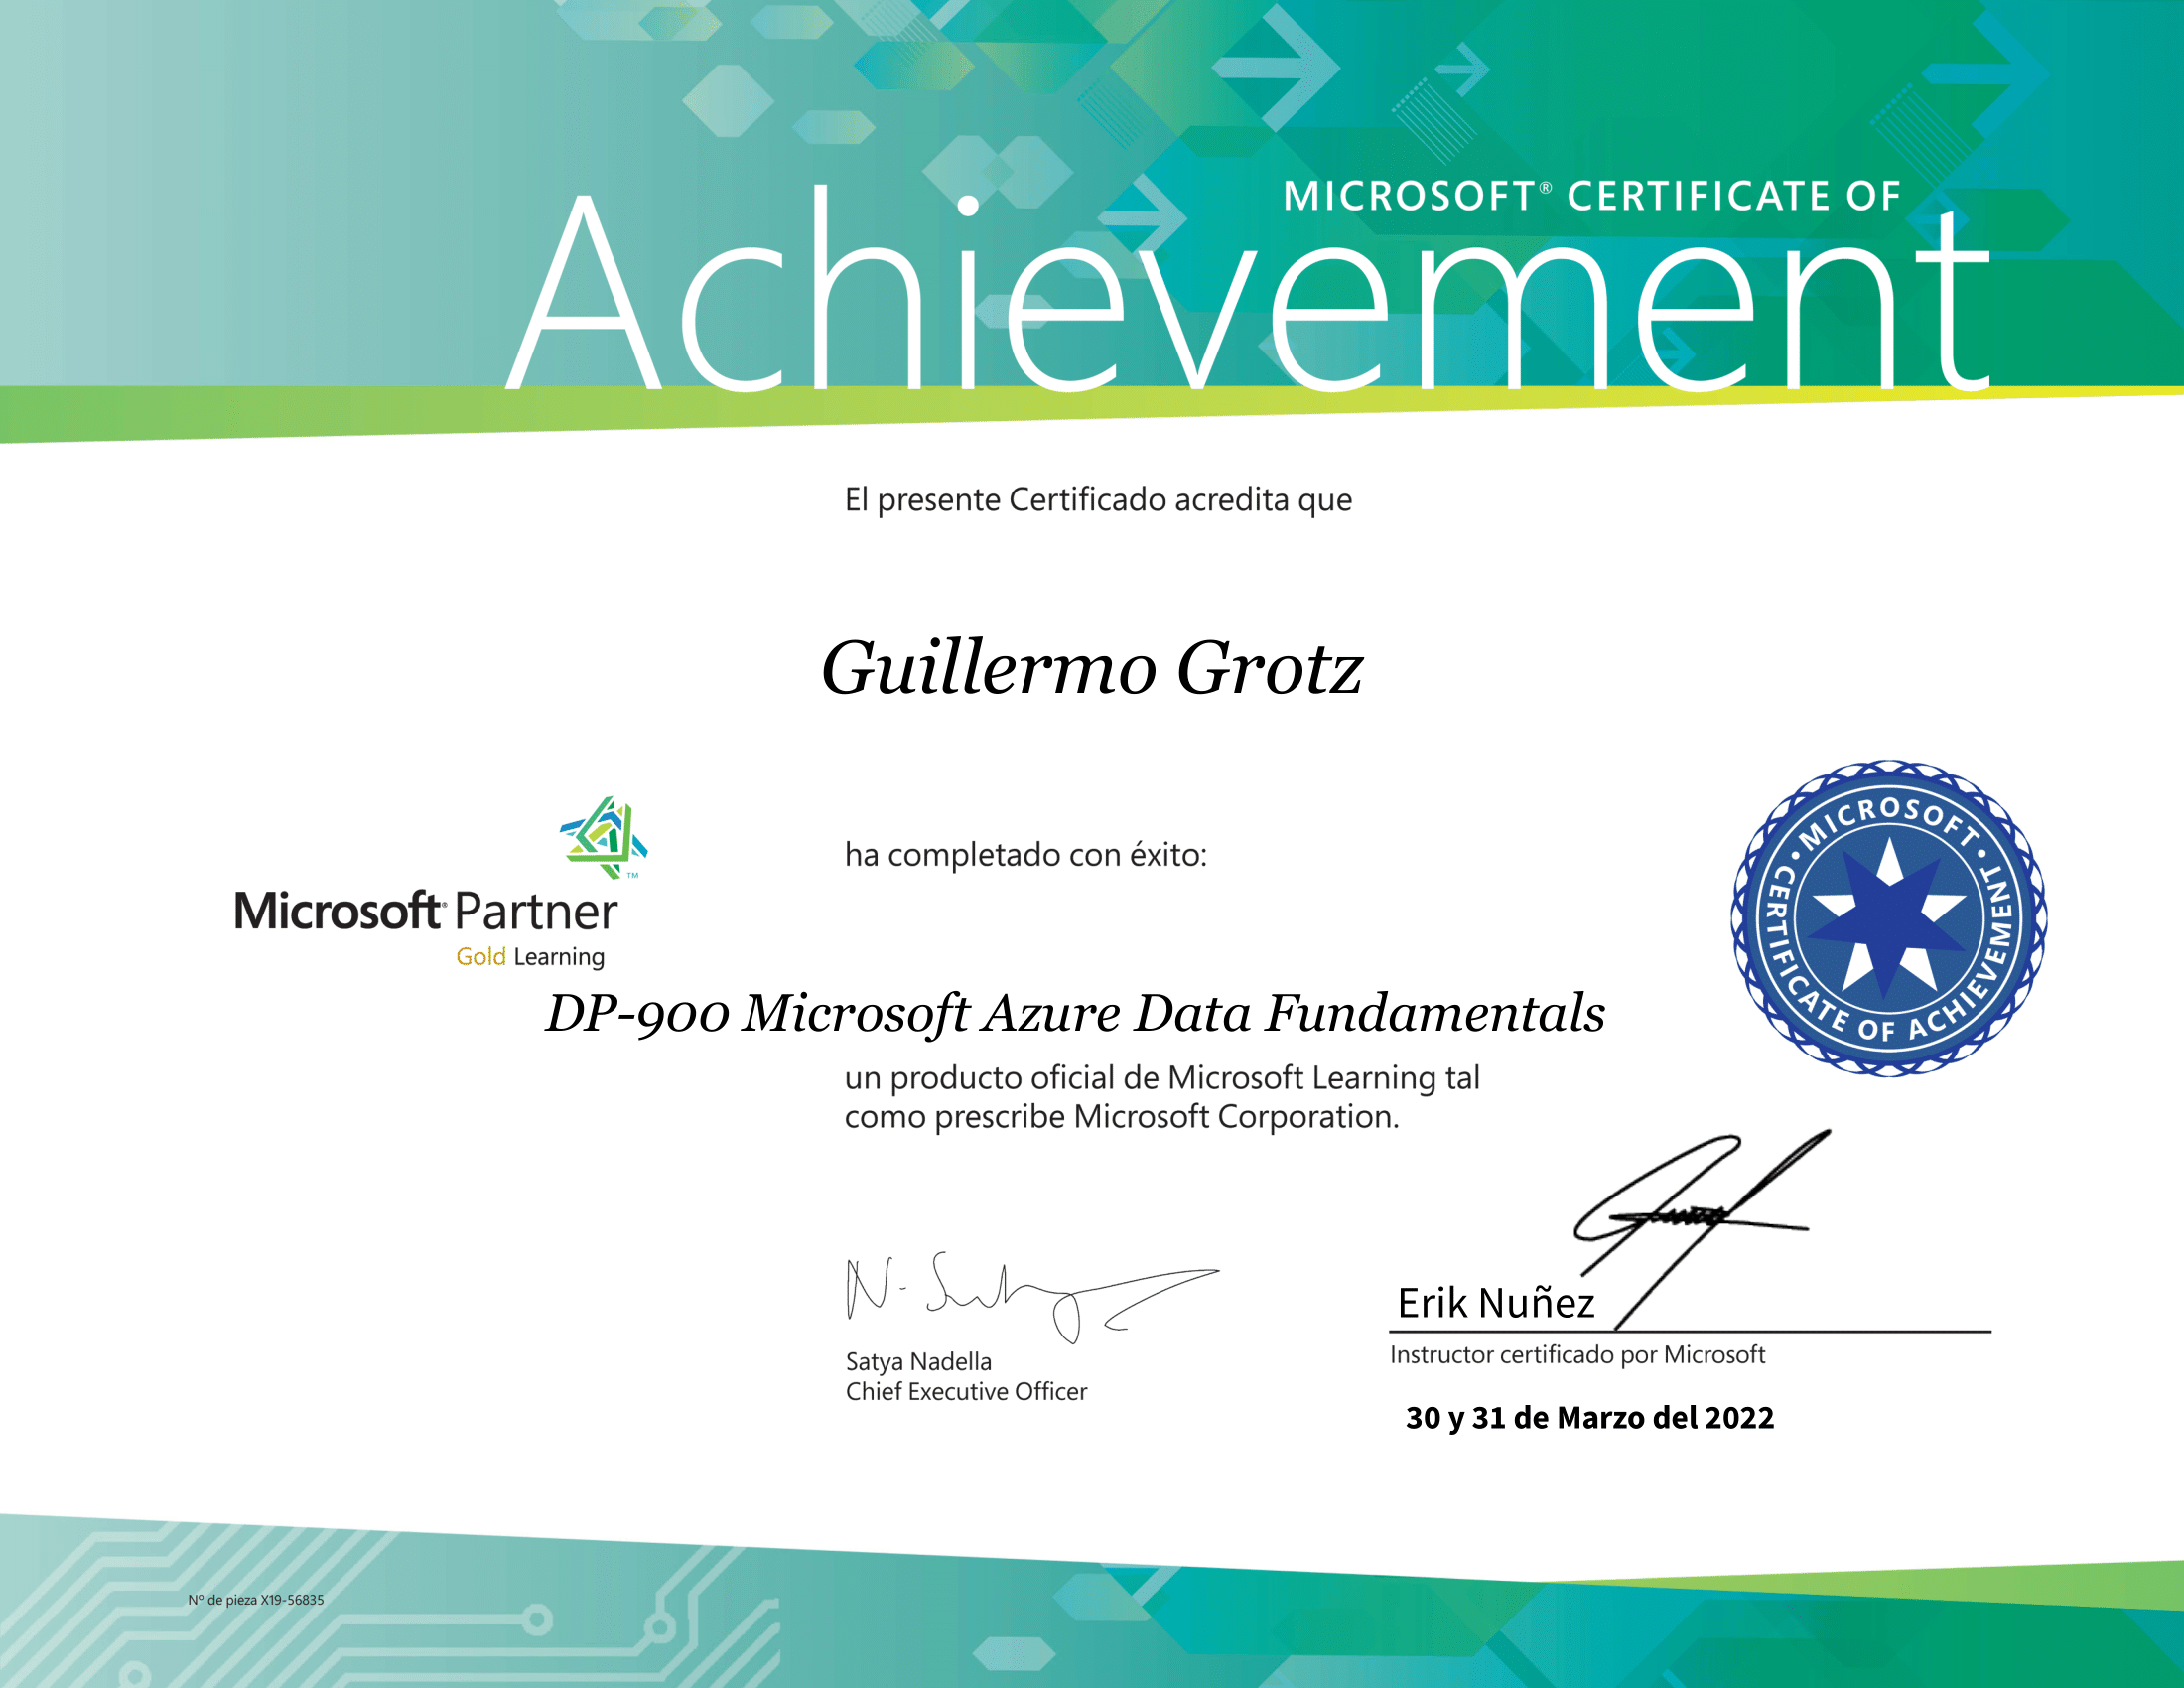 MICROSOFT® CERTIFICATE OF
Achievement
El presente Certificado acredita que
Guillermo Grotz
ha completado con éxito:
™
Microsoft® Partner
Gold Learning
• MICROSOFT • CERTIFICATE OF ACHIEVEMENT
DP-900 Microsoft Azure Data Fundamentals
un producto oficial de Microsoft Learning tal
como prescribe Microsoft Corporation.
Satya Nadella
Chief Executive Officer
Erik Nuñez
Instructor certificado por Microsoft
30 y 31 de Marzo del 2022
Nº de pieza X19-56835